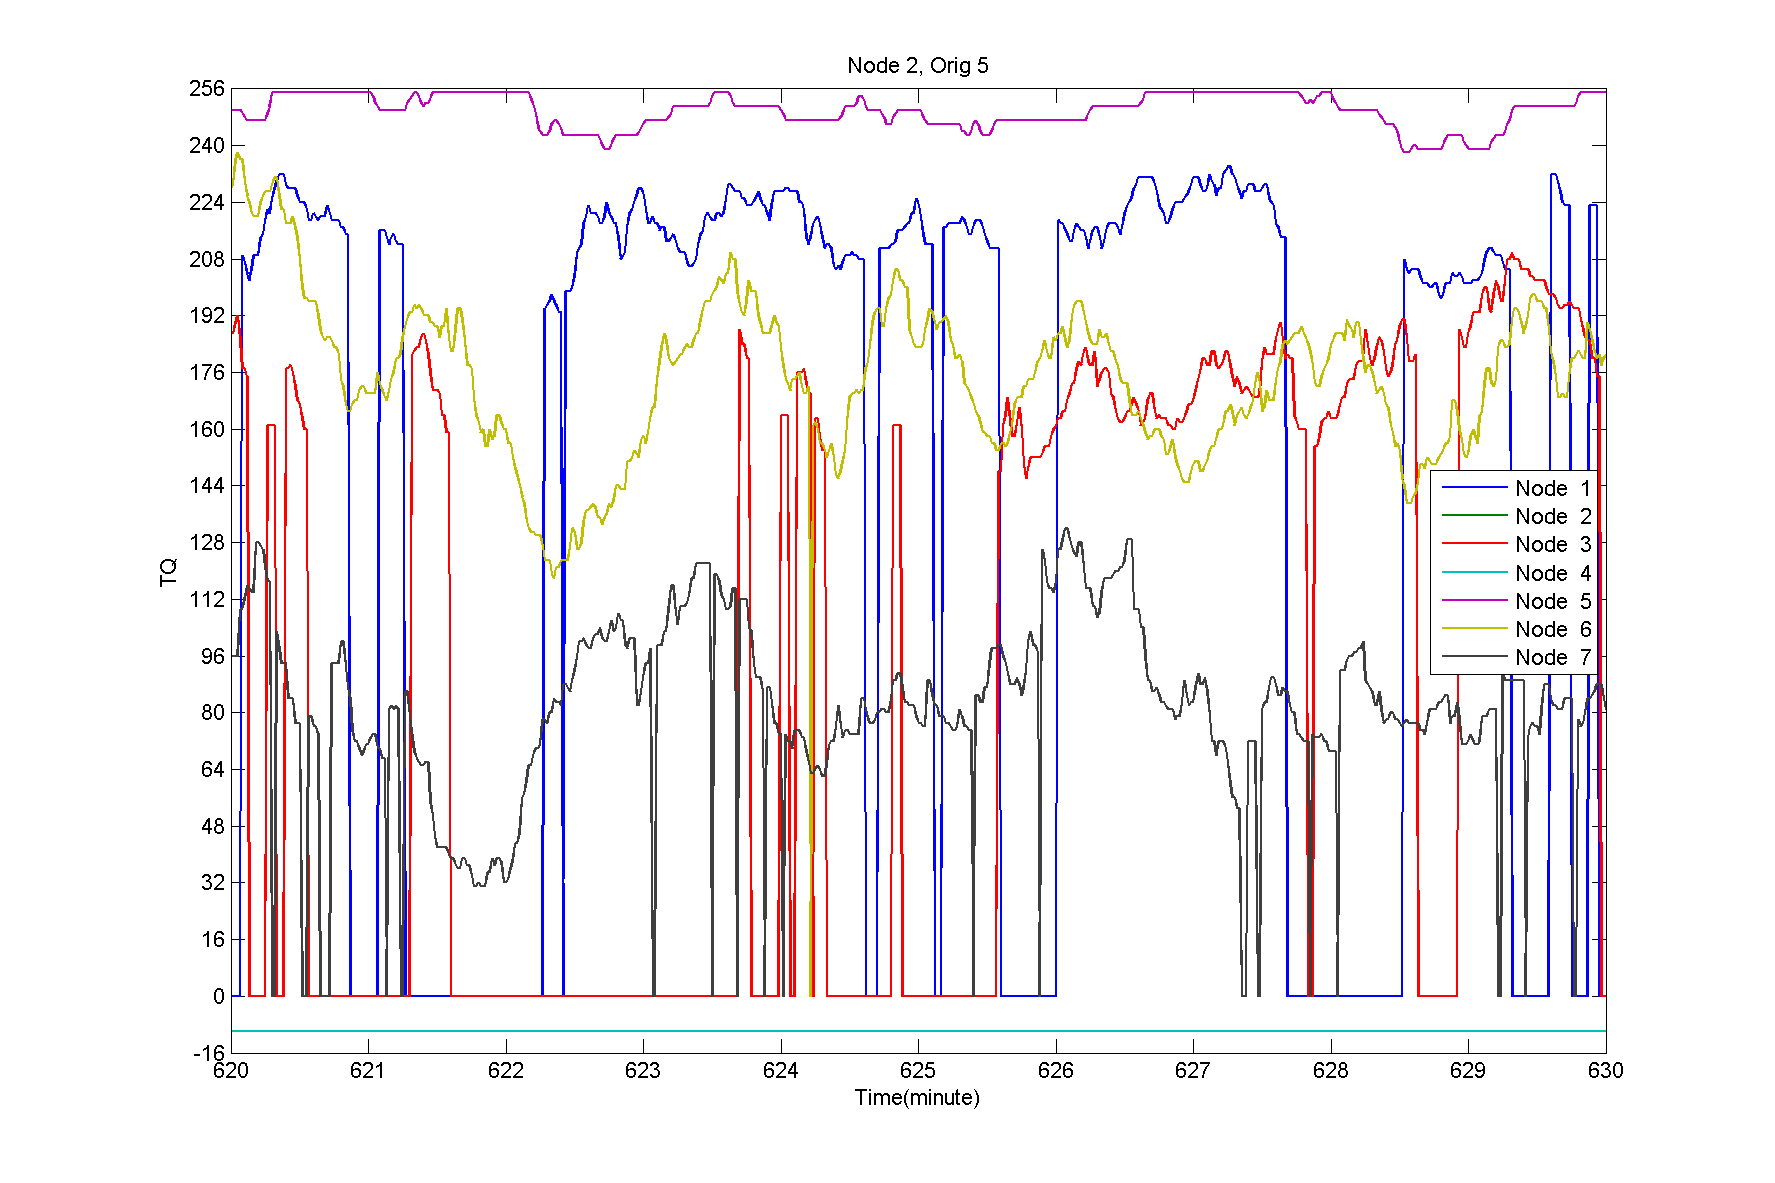 Node 2, Orig 5
256
240
224
208
192
176
160
144
128
112
96
80
64
48
32
16
0
-16
TQ
Node 1
Node 2
Node 3
Node 4
Node 5
Node 6
Node 7
620 621 622 623 624 625 626 627 628 629 630
Time(minute)